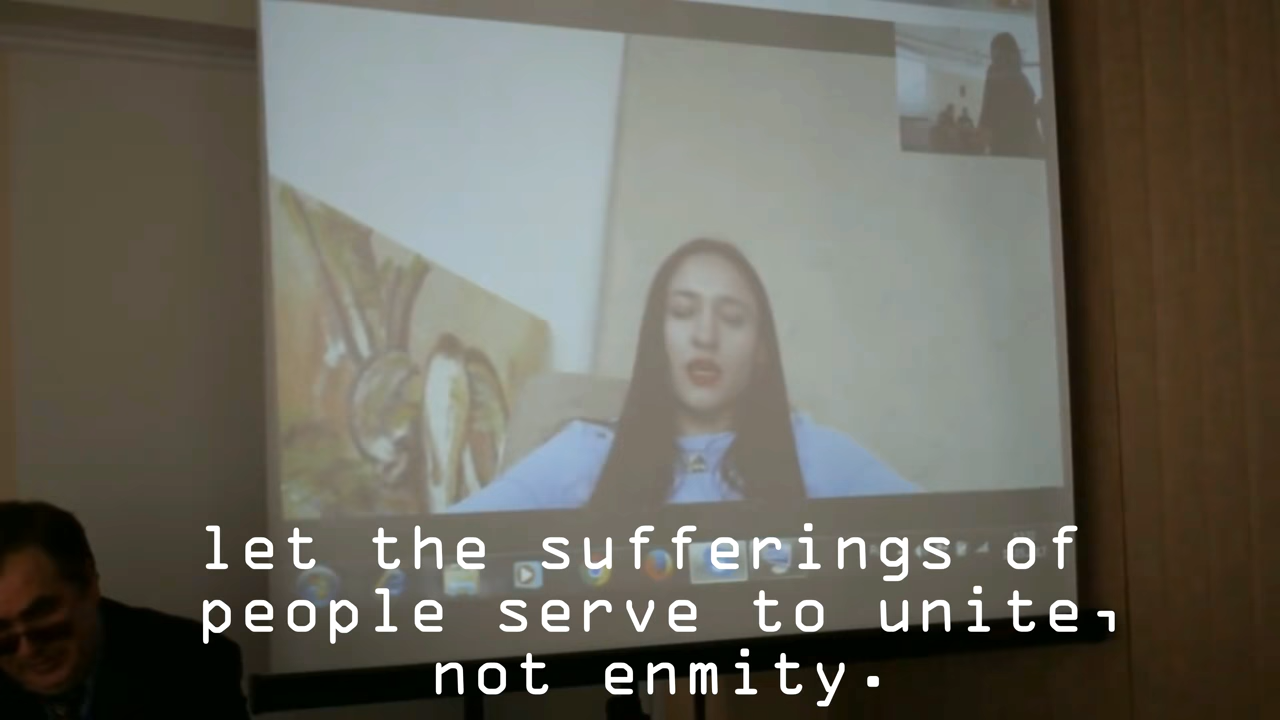 let the sufferings of
people serve to unite,
not enmity.